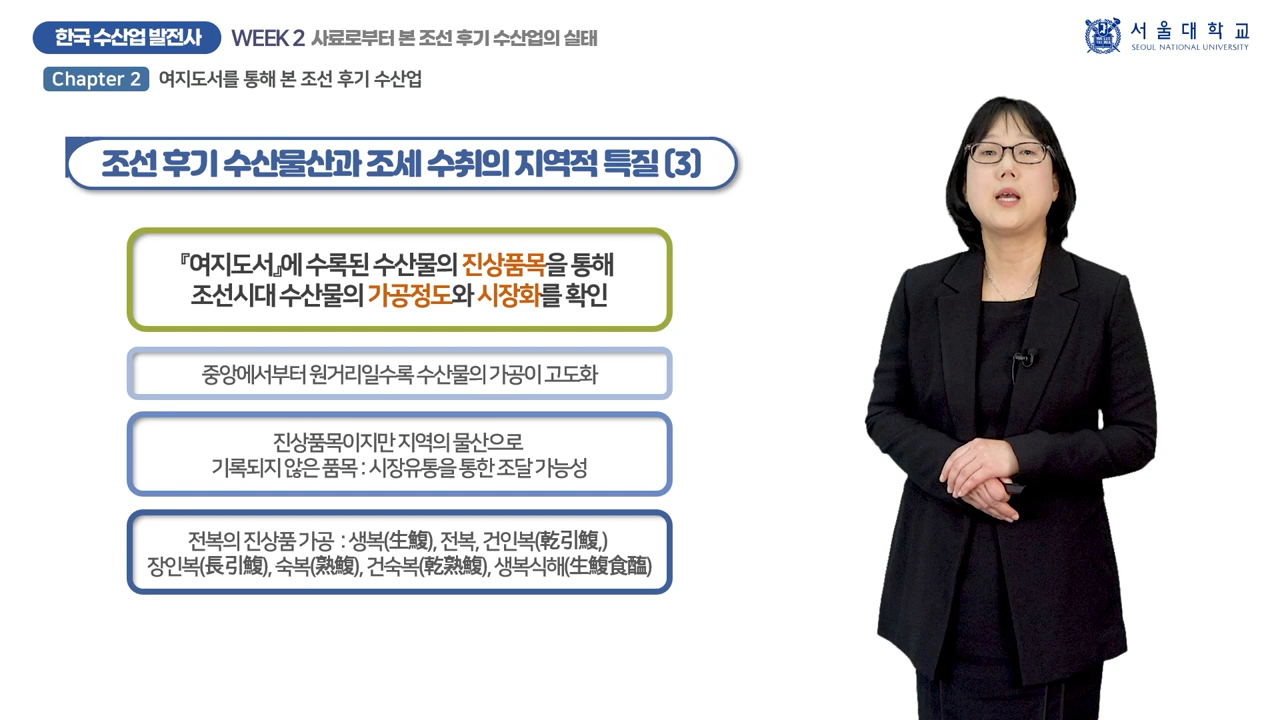 한국 수산업 발전사 WEEK 2 사료로부터 본 조선 후기 수산업의 실태
서울대학교
SEOUL NATIONAL UNIVERSITY
Chapter 2 여지도서를 통해 본 조선 후기 수산업
조선 후기 수산물산과 조세 수취의 지역적 특질 (3)
『여지도서』에 수록된 수산물의 진상품목을 통해
조선시대 수산물의 가공정도와 시장화를 확인
중앙에서부터 원거리일수록 수산물의 가공이 고도화
진상품목이지만 지역의 물산으로
기록되지 않은 품목 : 시장유통을 통한 조달 가능성
전복의 진상품 가공 : 생복(生鰒), 전복, 건인복(乾引鰒,)
장인복(長引鰒), 숙복(熟鰒), 건숙복(乾熟鰒), 생복식해(生鰒食醢)